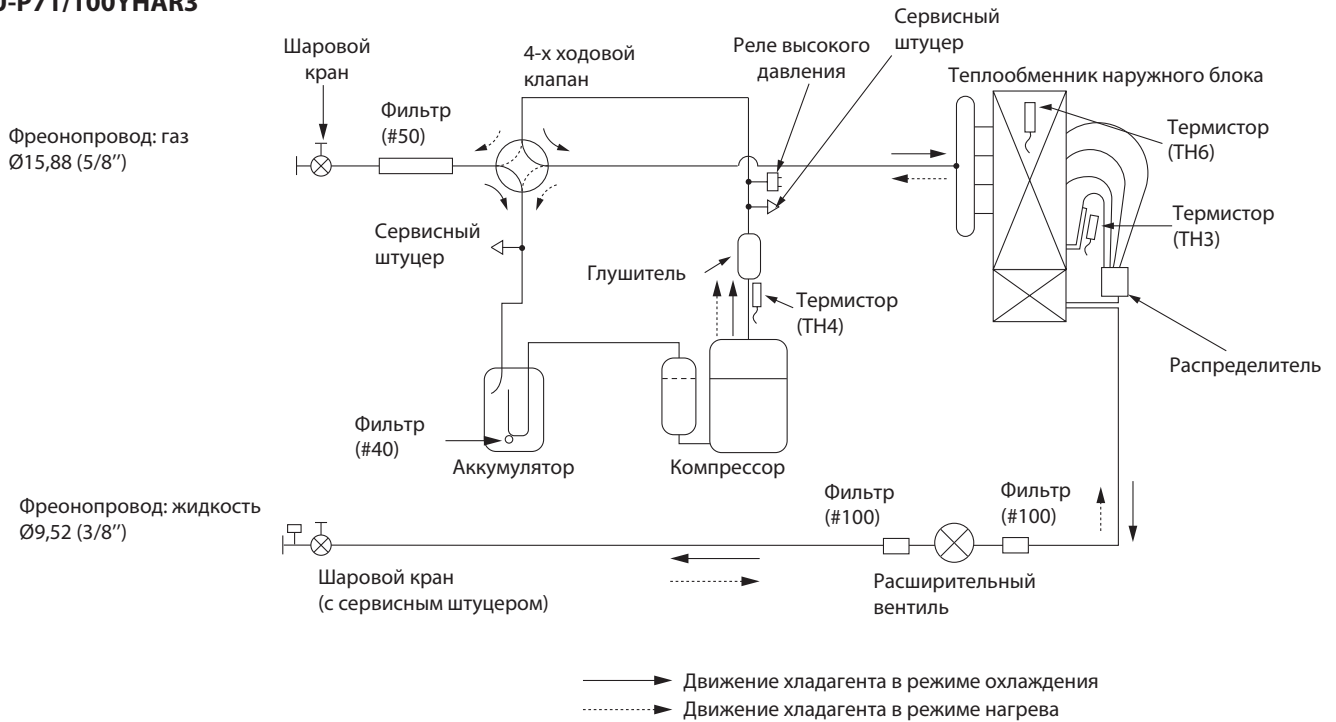 U-P71/100YHAR3
Сервисный
штуцер
Шаровой
кран
4-х ходовой
клапан
Реле высокого
давления
Теплообменник наружного блока
Фильтр
(#50)
Фреонопровод: газ
Ø15,88 (5/8’’)
Термистор
(TH6)
Термистор
(TH3)
Сервисный
штуцер
Глушитель
Термистор
(TH4)
Распределитель
Фильтр
(#40)
Аккумулятор
Компрессор
Фреонопровод: жидкость
Ø9,52 (3/8’’)
Фильтр
(#100)
Фильтр
(#100)
Шаровой кран
(с сервисным штуцером)
Расширительный
вентиль
Движение хладагента в режиме охлаждения
Движение хладагента в режиме нагрева